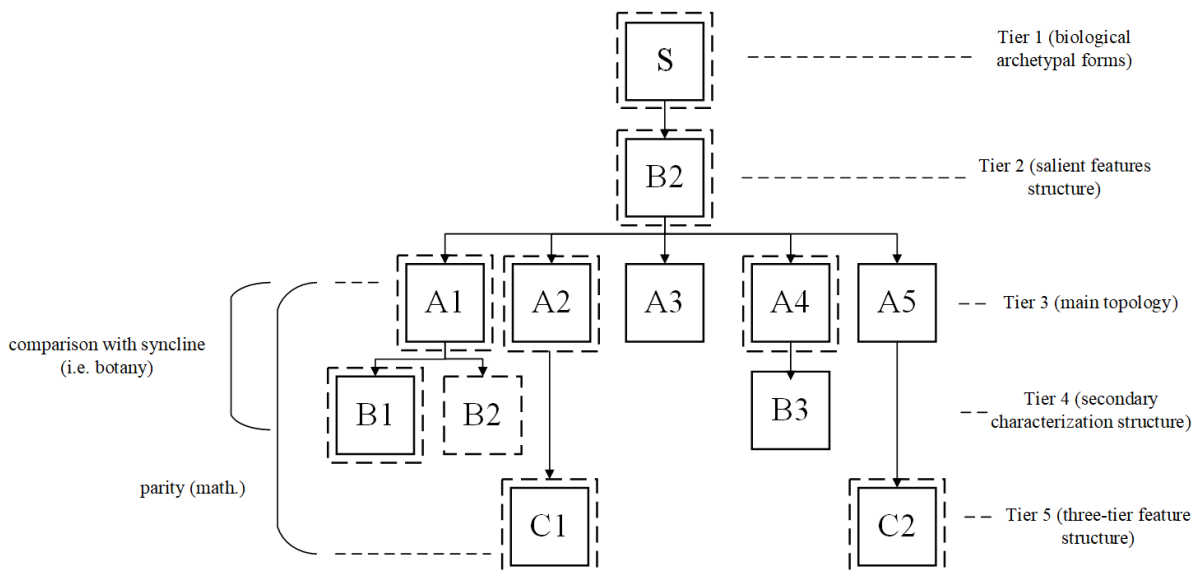 S
Tier 1 (biological
archetypal forms)
B2
Tier 2 (salient features
structure)
A1
A2
A3
A4
A5
Tier 3 (main topology)
comparison with syncline
(i.e. botany)
B1
B2
B3
Tier 4 (secondary
characterization structure)
parity (math.)
C1
C2
Tier 5 (three-tier feature
structure)